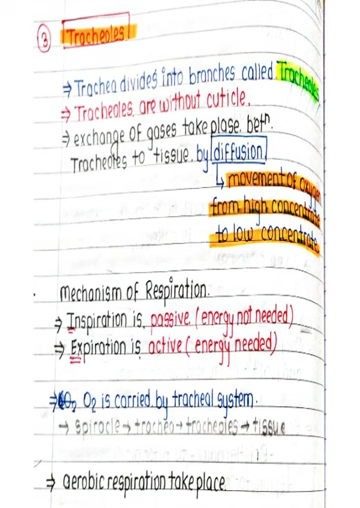 ③ Tracheoles
⇒ Trachea divides into branches called Tracheoles
⇒ Tracheoles are without cuticle.
⇒ exchange of gases take plase betn.
Tracheoles to tissue by diffusion
↳ movement of oxygen
from high concentrate
to low concentrate
Mechanism of Respiration.
⇒ Inspiration is passive (energy not needed)
⇒ Expiration is active (energy needed)
⇒ O2 is carried by tracheal system.
→ spiracle → trachea → tracheoles → tissue
⇒ aerobic respiration take place